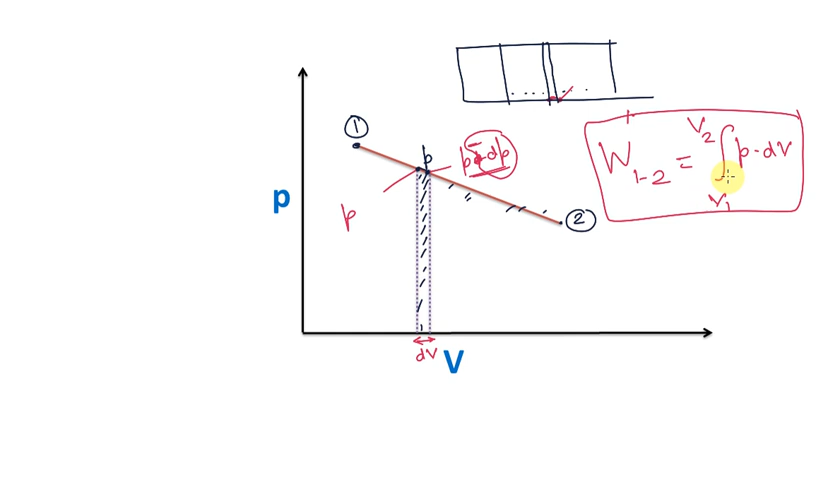 1
p
p-dp
W1-2 = ∫V1V2 p-dV
p
p
2
dV
V